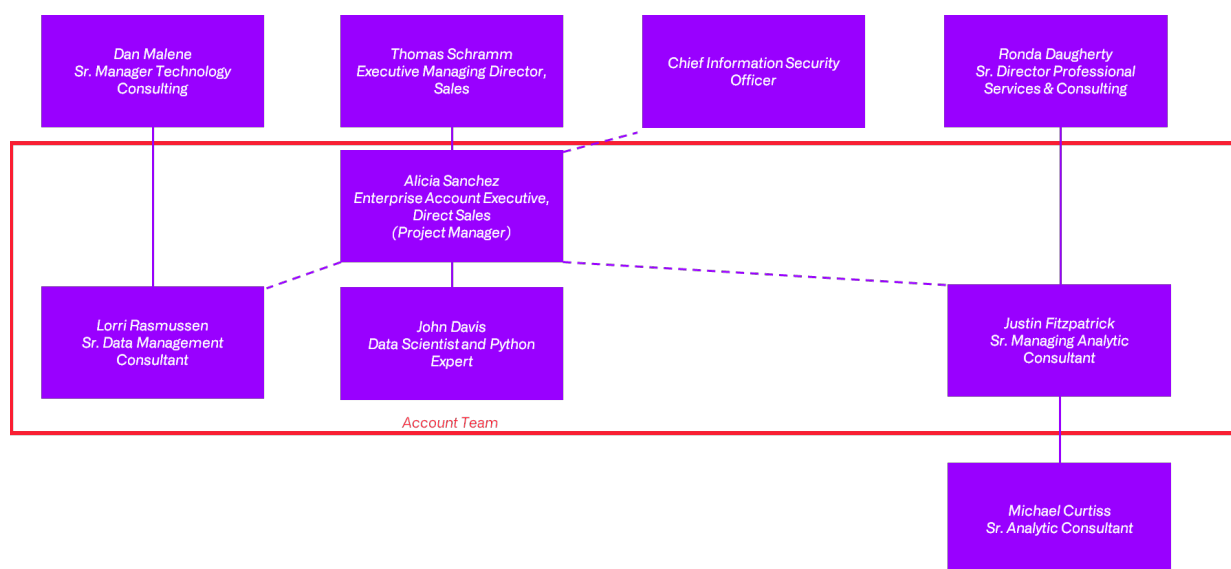 Dan Malene
Sr. Manager Technology
Consulting
Thomas Schramm
Executive Managing Director,
Sales
Chief Information Security
Officer
Ronda Daugherty
Sr. Director Professional
Services & Consulting
Alicia Sanchez
Enterprise Account Executive,
Direct Sales
(Project Manager)
Lorri Rasmussen
Sr. Data Management
Consultant
John Davis
Data Scientist and Python
Expert
Justin Fitzpatrick
Sr. Managing Analytic
Consultant
Account Team
Michael Curtiss
Sr. Analytic Consultant